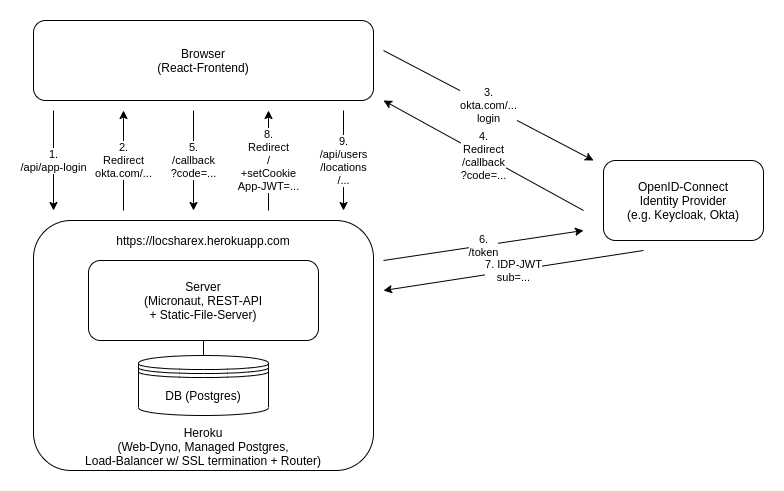 Browser
(React-Frontend)
1.
/api/app-login
2.
Redirect
okta.com/...
5.
/callback
?code=...
8.
Redirect
/
+setCookie
App-JWT=...
9.
/api/users
/locations
/...
3.
okta.com/...
login
4.
Redirect
/callback
?code=...
OpenID-Connect
Identity Provider
(e.g. Keycloak, Okta)
6.
/token
7. IDP-JWT
sub=...
https://locsharex.herokuapp.com
Server
(Micronaut, REST-API
+ Static-File-Server)
DB (Postgres)
Heroku
(Web-Dyno, Managed Postgres,
Load-Balancer w/ SSL termination + Router)